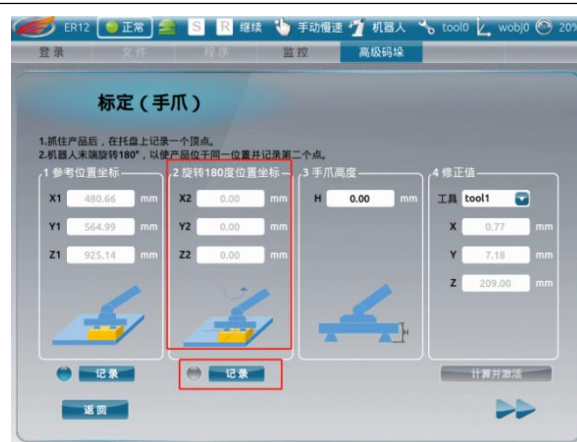 ER12 正常 S R 继续 手动慢速 机器人 tool0 wobj0 20%
登录 文件 程序 监控 高级码垛
标定（手爪）
1.抓住产品后，在托盘上记录一个顶点。
2.机器人末端旋转180°，以使产品位于同一位置并记录第二个点。
1 参考位置坐标 2 旋转180度位置坐标 3 手爪高度 4 修正值
X1 480.66 mm X2 0.00 mm H 0.00 mm 工具 tool1
Y1 564.99 mm Y2 0.00 mm X 0.77 mm
Z1 925.14 mm Z2 0.00 mm Y 7.18 mm
Z 209.00 mm
H
记录 记录 计算并激活
返回